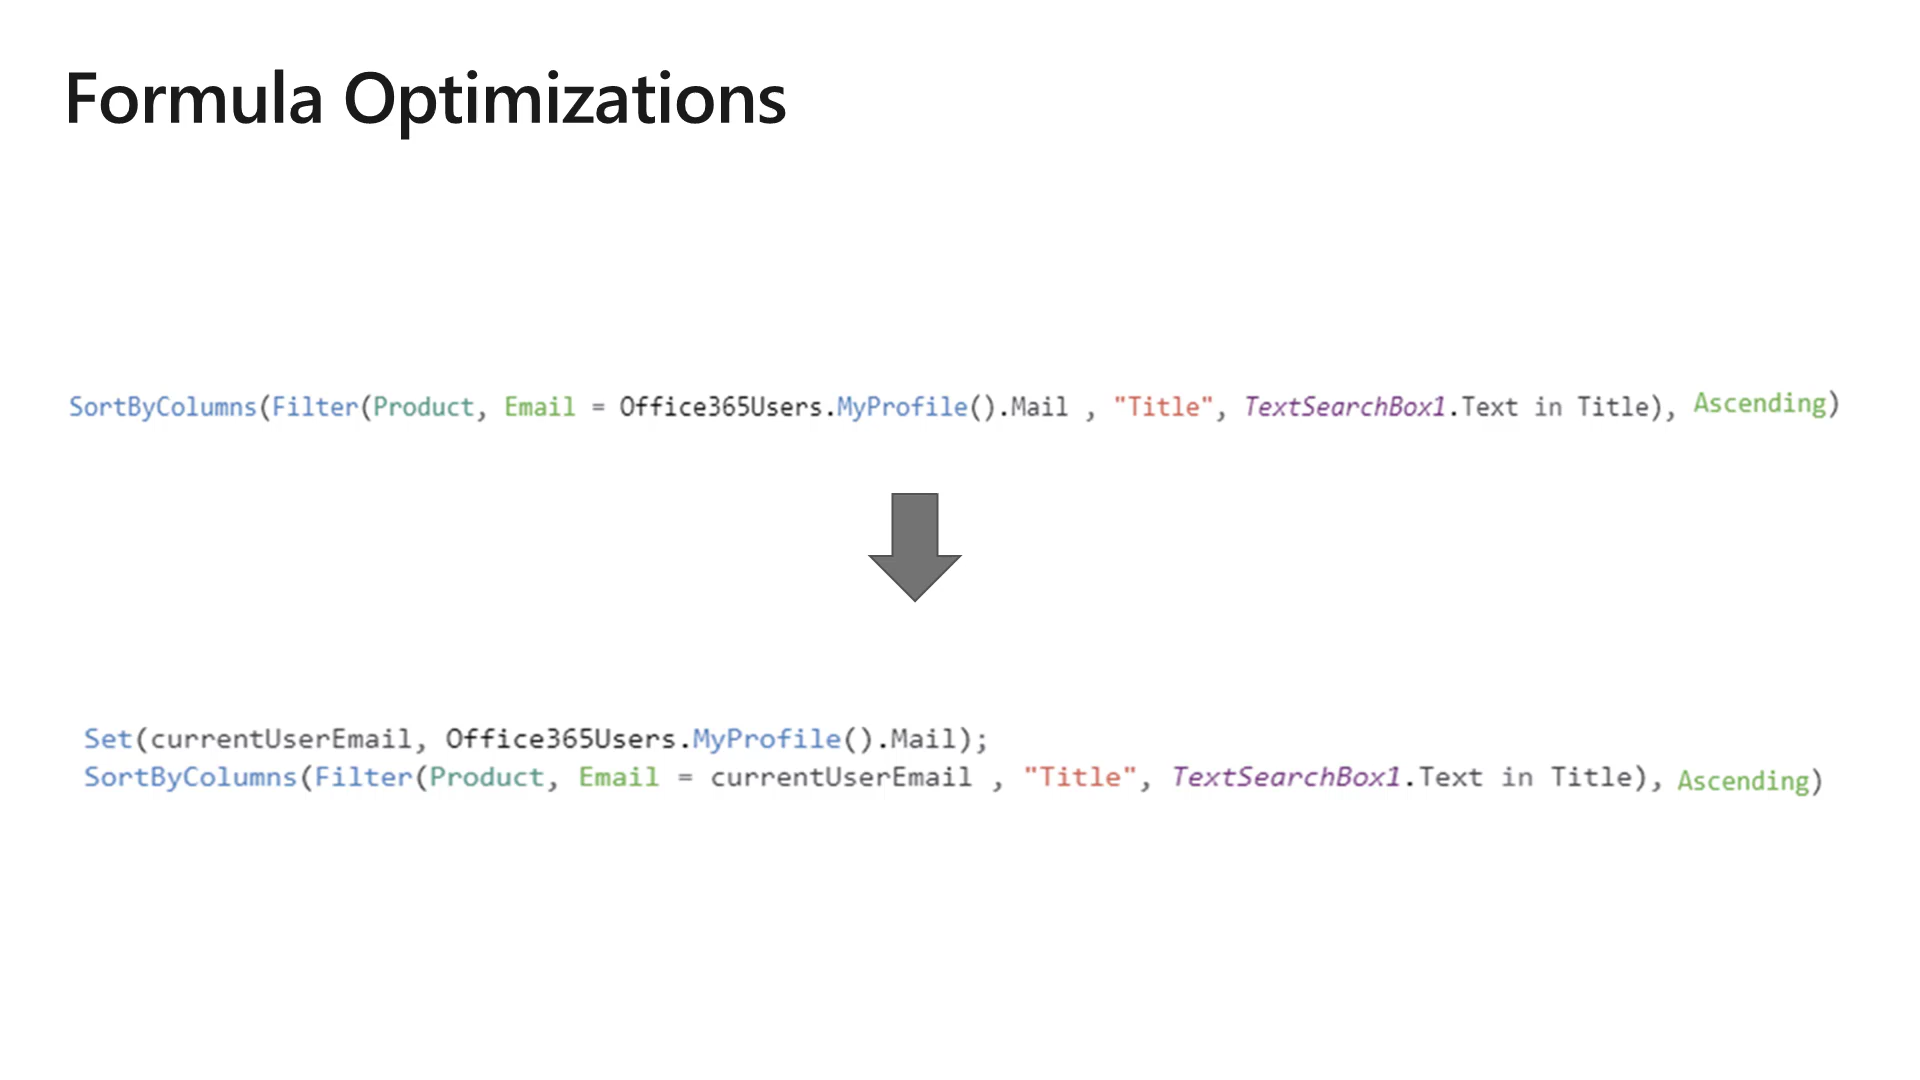 Formula Optimizations
SortByColumns(Filter(Product, Email = Office365Users.MyProfile().Mail , "Title", TextSearchBox1.Text in Title), Ascending)
Set(currentUserEmail, Office365Users.MyProfile().Mail);
SortByColumns(Filter(Product, Email = currentUserEmail , "Title", TextSearchBox1.Text in Title), Ascending)